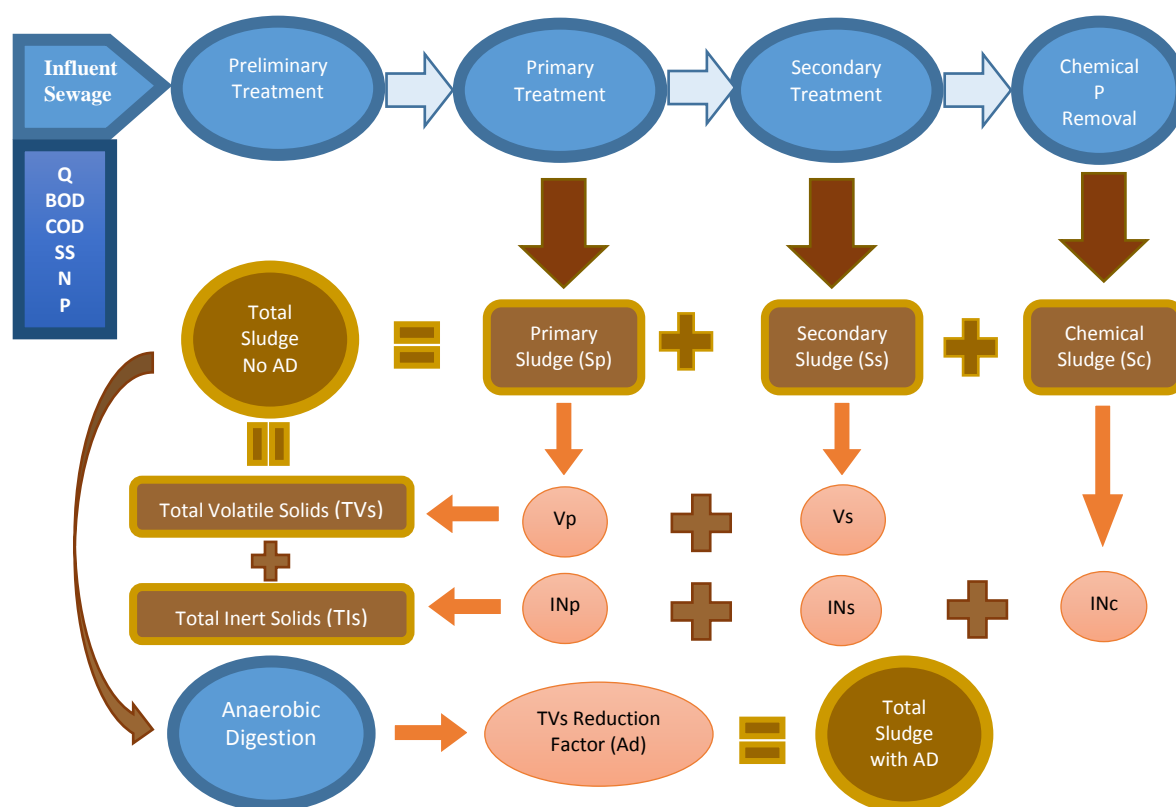 Influent
Sewage
Preliminary
Treatment
Primary
Treatment
Secondary
Treatment
Chemical
P
Removal
Q
BOD
COD
SS
N
P
Total
Sludge
No AD
Primary
Sludge (Sp)
Secondary
Sludge (Ss)
Chemical
Sludge (Sc)
Total Volatile Solids (TVs)
Vp
Vs
Total Inert Solids (TIs)
INp
INs
INc
Anaerobic
Digestion
TVs Reduction
Factor (Ad)
Total
Sludge
with AD